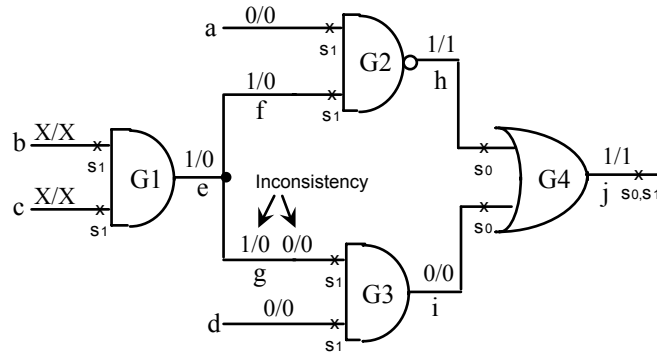 0/0
a
s1
G2
1/1
h
1/0
f
s1
b
X/X
s1
G1
1/0
e
c
X/X
s1
Inconsistency
s0
G4
1/1
j
s0,s1
s0
1/0 0/0
g
s1
G3
0/0
i
0/0
d
s1